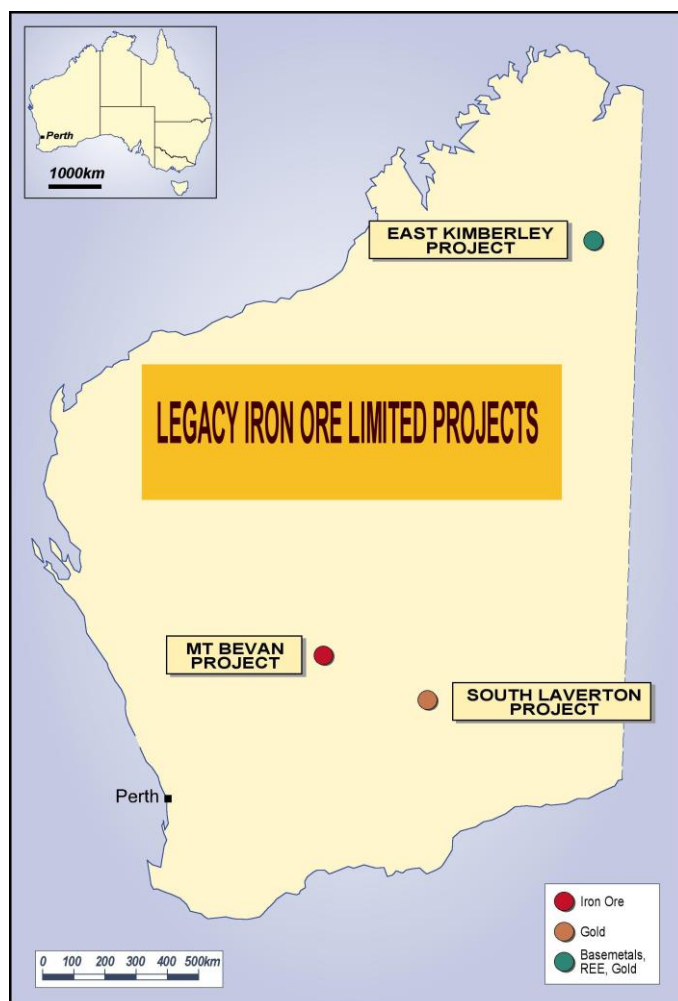 Perth
1000km
EAST KIMBERLEY
PROJECT
LEGACY IRON ORE LIMITED PROJECTS
MT BEVAN
PROJECT
SOUTH LAVERTON
PROJECT
Perth
Iron Ore
Gold
Basemetals,
REE, Gold
0 100 200 300 400 500km